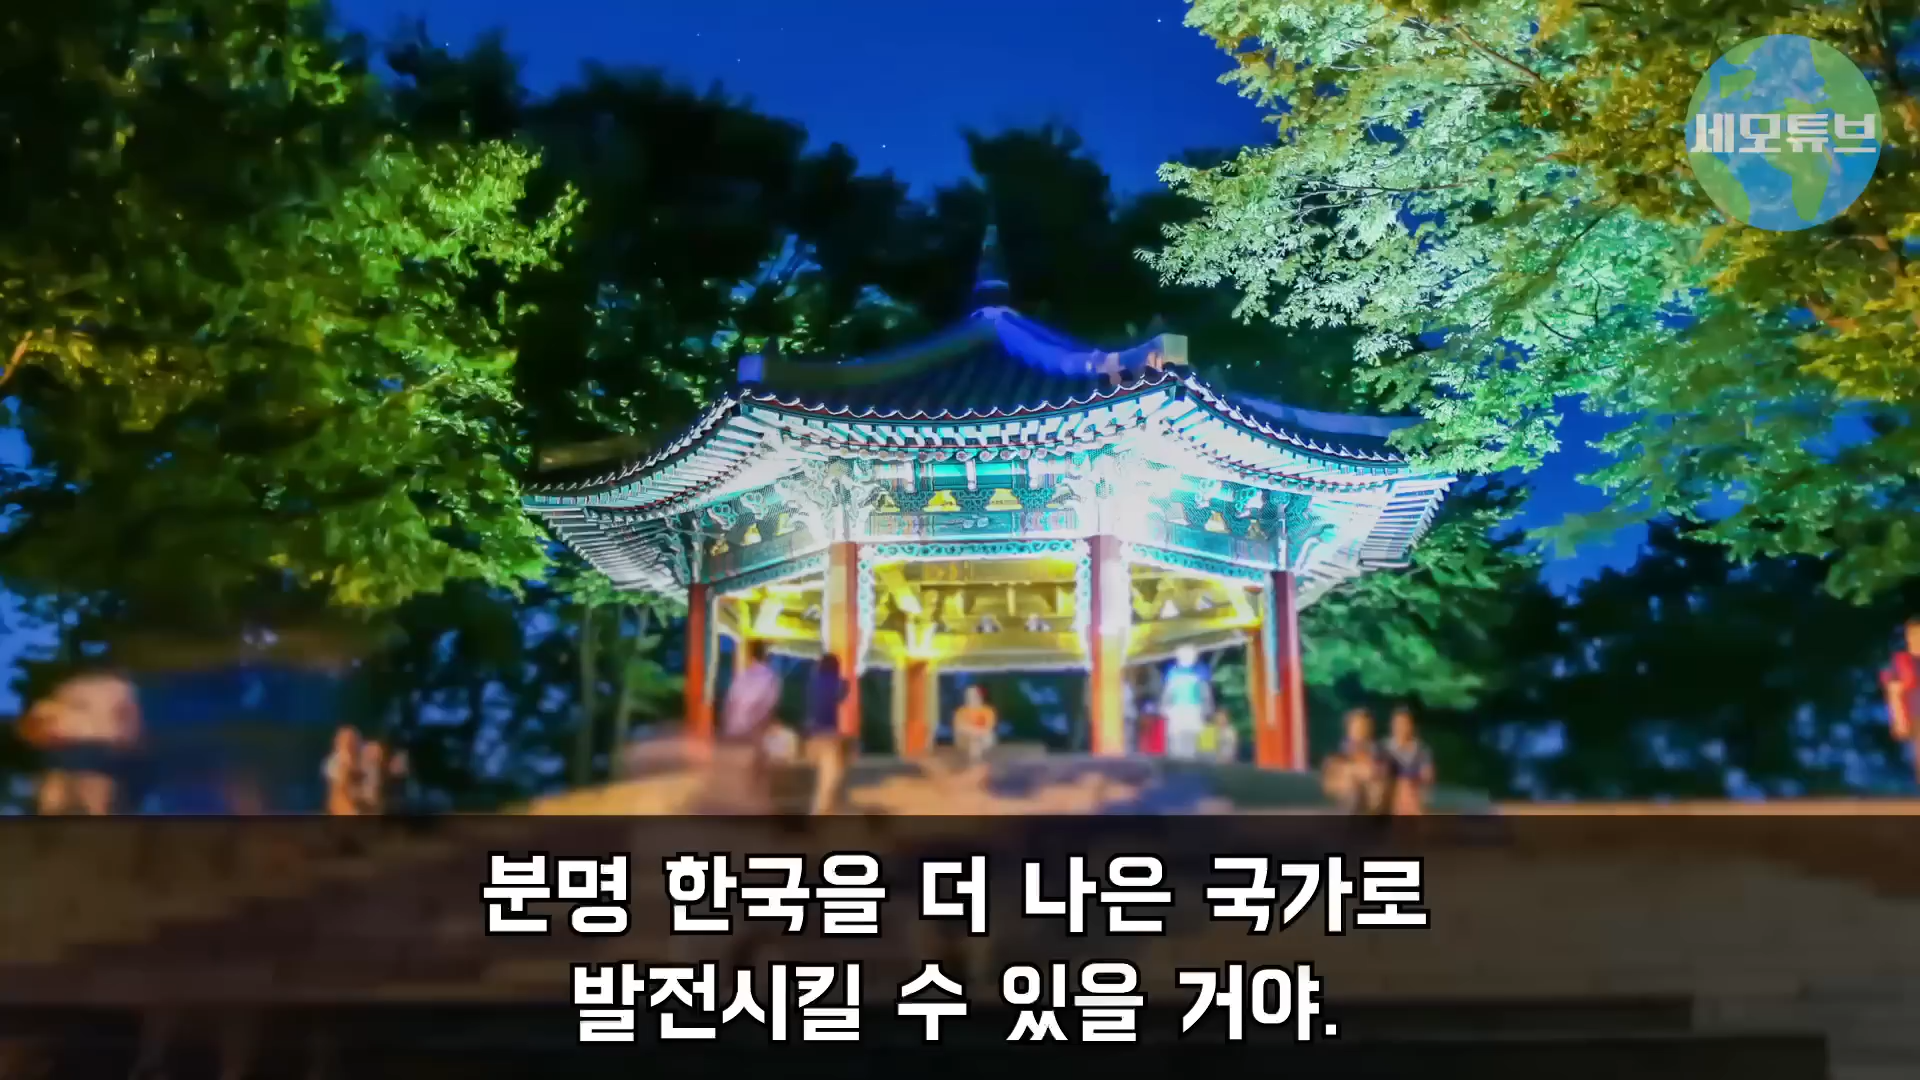 세모튜브
분명 한국을 더 나은 국가로
발전시킬 수 있을 거야.